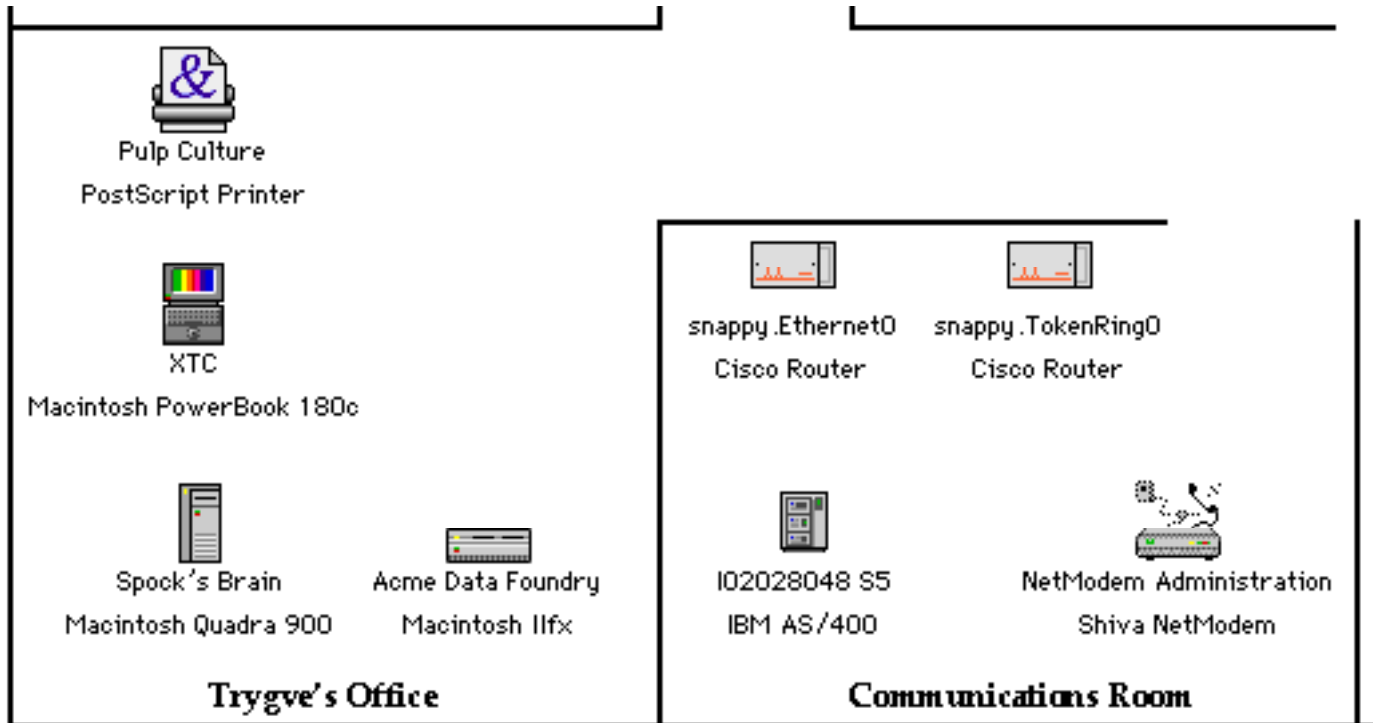 &
Pulp Culture
PostScript Printer
XTC
Macintosh PowerBook 180c
Spock's Brain
Macintosh Quadra 900
Acme Data Foundry
Macintosh IIfx
Trygve's Office
snappy.Ethernet0
Cisco Router
snappy.TokenRing0
Cisco Router
I02028048 S5
IBM AS/400
NetModem Administration
Shiva NetModem
Communications Room